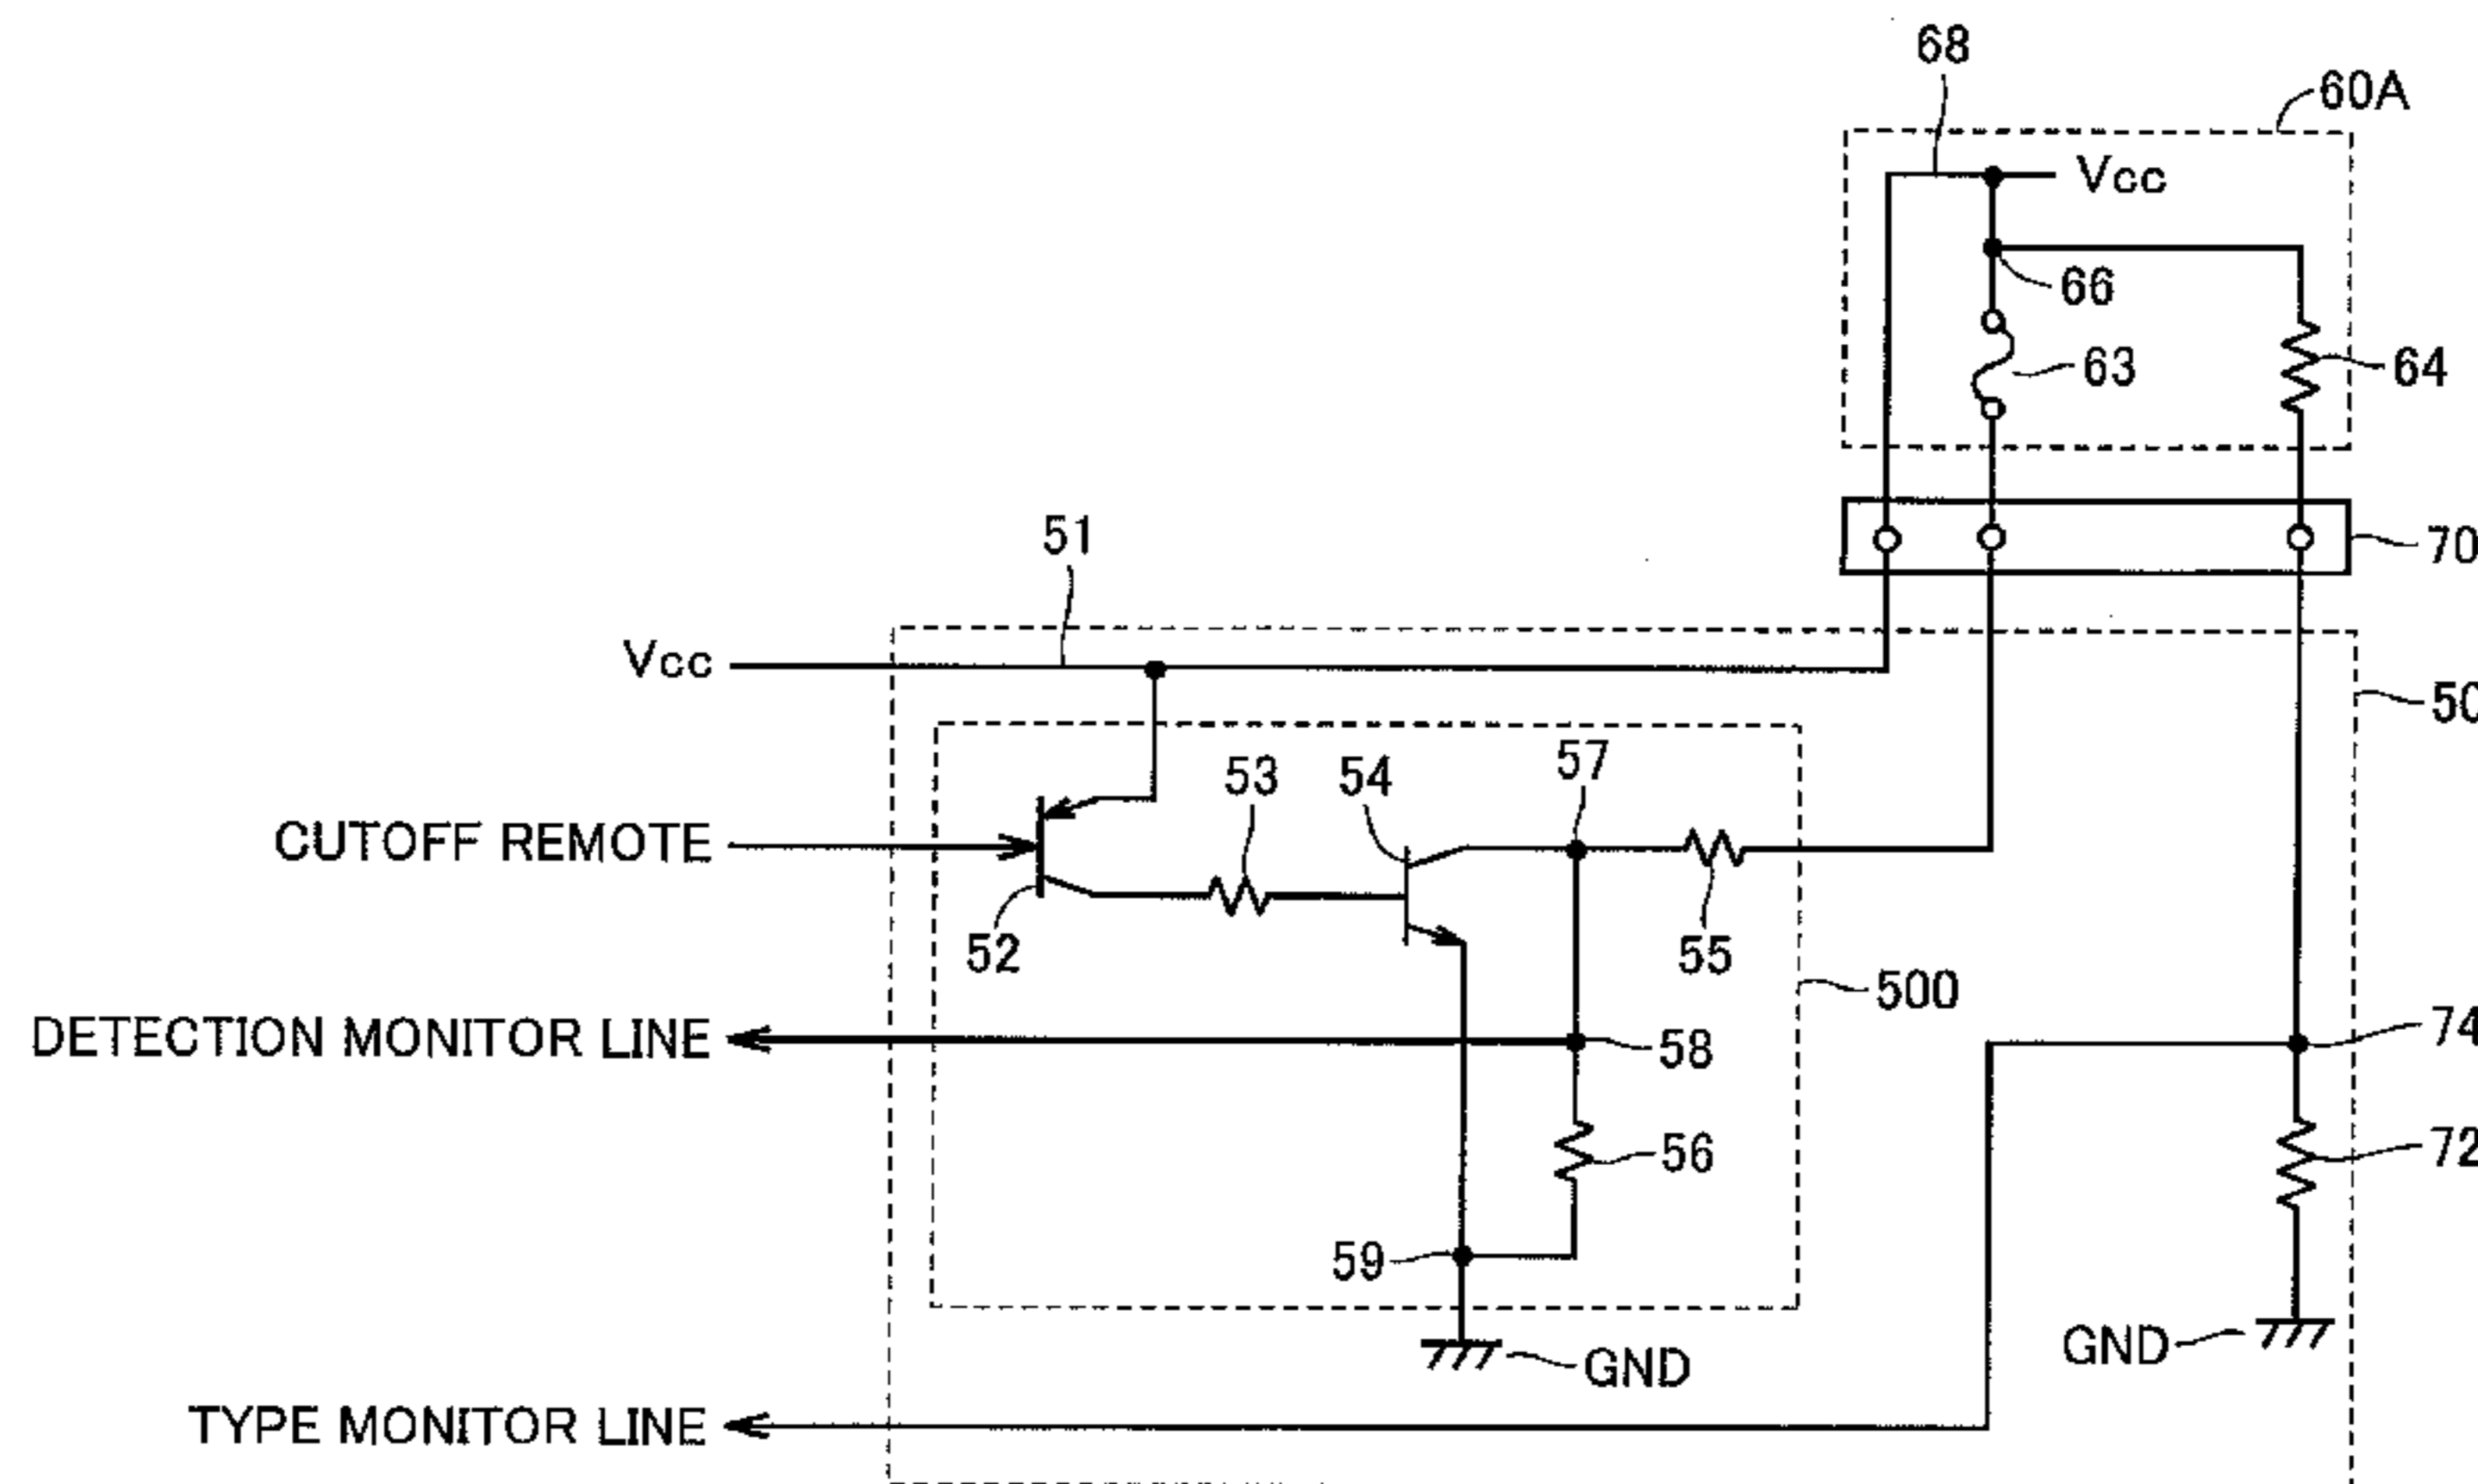 68
60A
Vcc
66
63
64
70
51
Vcc
50
53
54
57
CUTOFF REMOTE
52
55
500
DETECTION MONITOR LINE
58
74
56
72
59
GND
GND
TYPE MONITOR LINE